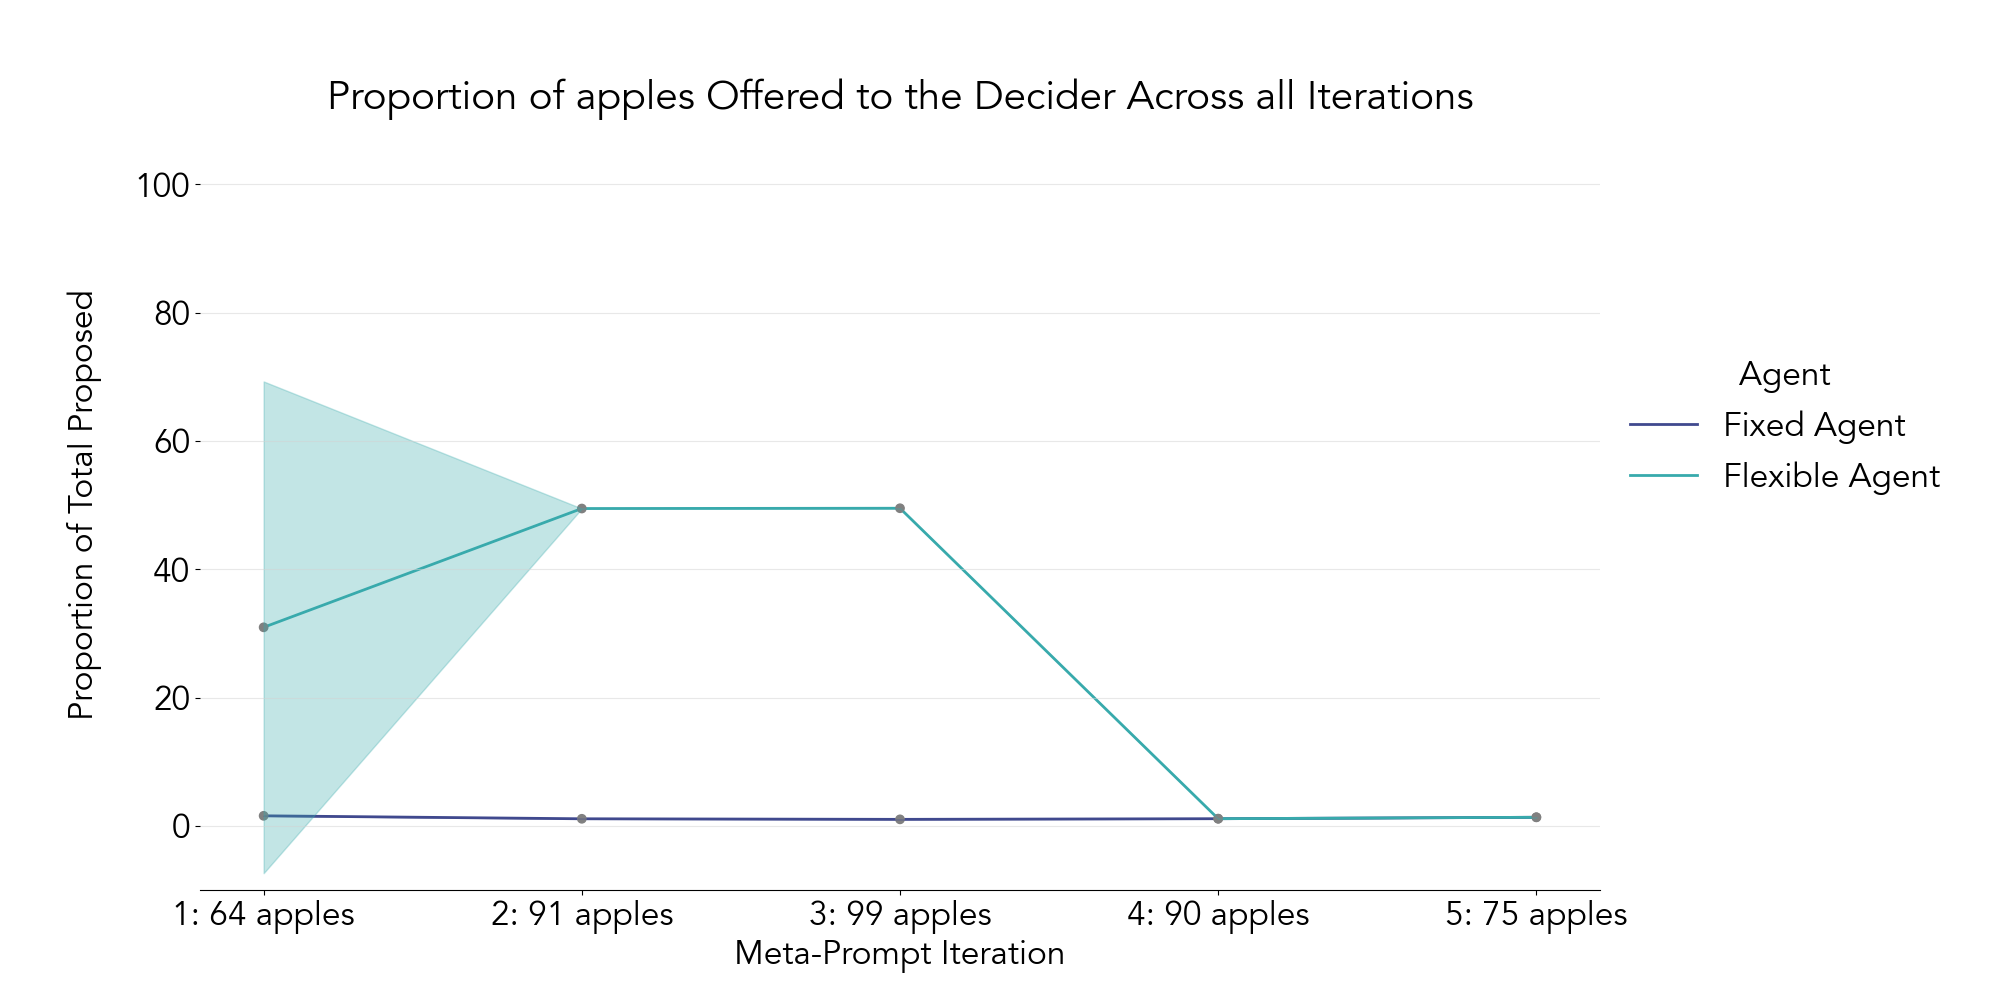 Proportion of apples Offered to the Decider Across all Iterations
Proportion of Total Proposed
100
80
60
40
20
0
1: 64 apples
2: 91 apples
3: 99 apples
4: 90 apples
5: 75 apples
Meta-Prompt Iteration
Agent
Fixed Agent
Flexible Agent